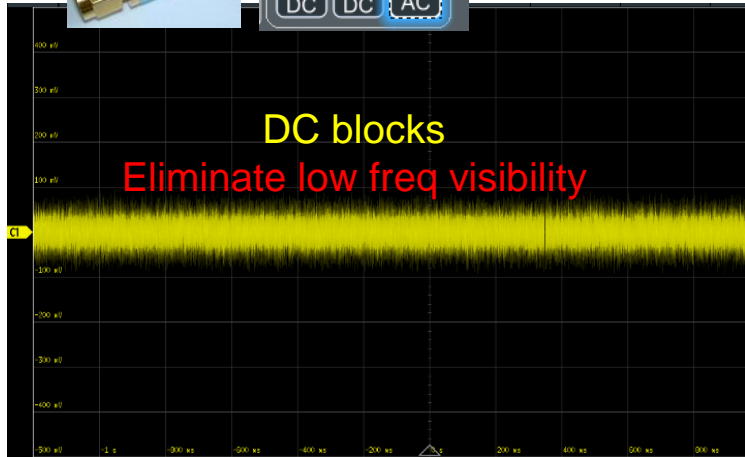 DC DC AC
400 mV
300 mV
200 mV
DC blocks
Eliminate low freq visibility
100 mV
C1
-100 mV
-200 mV
-300 mV
-400 mV
-500 mV -1 s -800 ms -600 ms -400 ms -200 ms 0 s 200 ms 400 ms 600 ms 800 ms